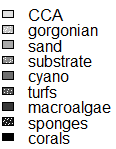 CCA
gorgonian
sand
substrate
cyano
turfs
macroalgae
sponges
corals